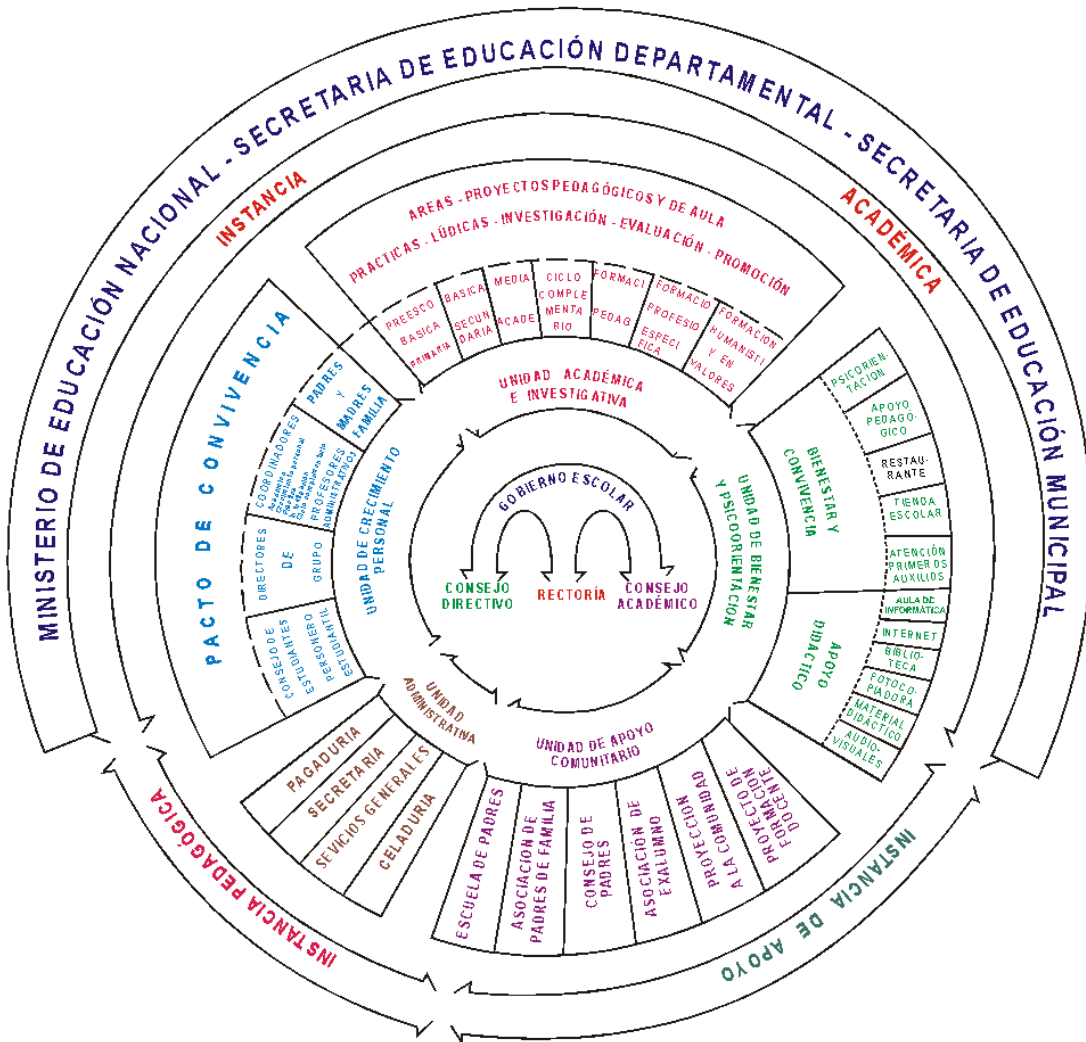 MINISTERIO DE EDUCACIÓN NACIONAL - SECRETARIA DE EDUCACIÓN DEPARTAMENTAL - SECRETARIA DE EDUCACIÓN MUNICIPAL
INSTANCIA
ACADÉMICA
AREAS - PROYECTOS PEDAGÓGICOS Y DE AULA
PRACTICAS - LÚDICAS - INVESTIGACIÓN - EVALUACIÓN - PROMOCIÓN
PREESCO
BASICA
PRIMARIA
BASICA
SECUN
DARIA
MEDIA
ACADE
CICLO
COMPLE
MENTA
RIO
FORMACI
PEDAG
FORMACIO
PROFESIO
ESPECI
FICA
FORMACION
HUMANISTI
Y EN
VALORES
UNIDAD ACADÉMICA
E INVESTIGATIVA
PACTO DE CONVIVENCIA
PADRES
Y
MADRES
FAMILIA
COORDINADORES
PROFESORES
ADMINISTRATIVOS
DIRECTORES
DE
GRUPO
CONSEJO DE
ESTUDIANTES
PERSONERO
ESTUDIANTIL
UNIDAD DE CRECIMIENTO
PERSONAL
GOBIERNO ESCOLAR
CONSEJO
DIRECTIVO
RECTORÍA
CONSEJO
ACADÉMICO
UNIDAD DE BIENESTAR
Y PSICOORIENTACION
BIENESTAR Y
CONVIVENCIA
PSICORIEN-
TACION
APOYO
PEDAGÓ-
GICO
RESTAU-
RANTE
TIENDA
ESCOLAR
ATENCIÓN
PRIMEROS
AUXILIOS
APOYO
DIDACTICO
AULA DE
INFORMÁTICA
INTERNET
BIBLIO-
TECA
FOTOCO-
PIADORA
MATERIAL
DIDÁCTICO
AUDIO-
VISUALES
UNIDAD
ADMINISTRATIVA
PAGADURIA
SECRETARIA
SEVICIOS GENERALES
CELADURIA
UNIDAD DE APOYO
COMUNITARIO
ESCUELA DE PADRES
ASOCIACION DE
PADRES DE FAMILIA
CONSEJO DE
PADRES
ASOCIACIÓN DE
EXALUMNO
PROYECCION
A LA COMUNIDAD
PROYECTO DE
FORMACION
DOCENTE
INSTANCIA PEDAGÓGICA
INSTANCIA DE APOYO